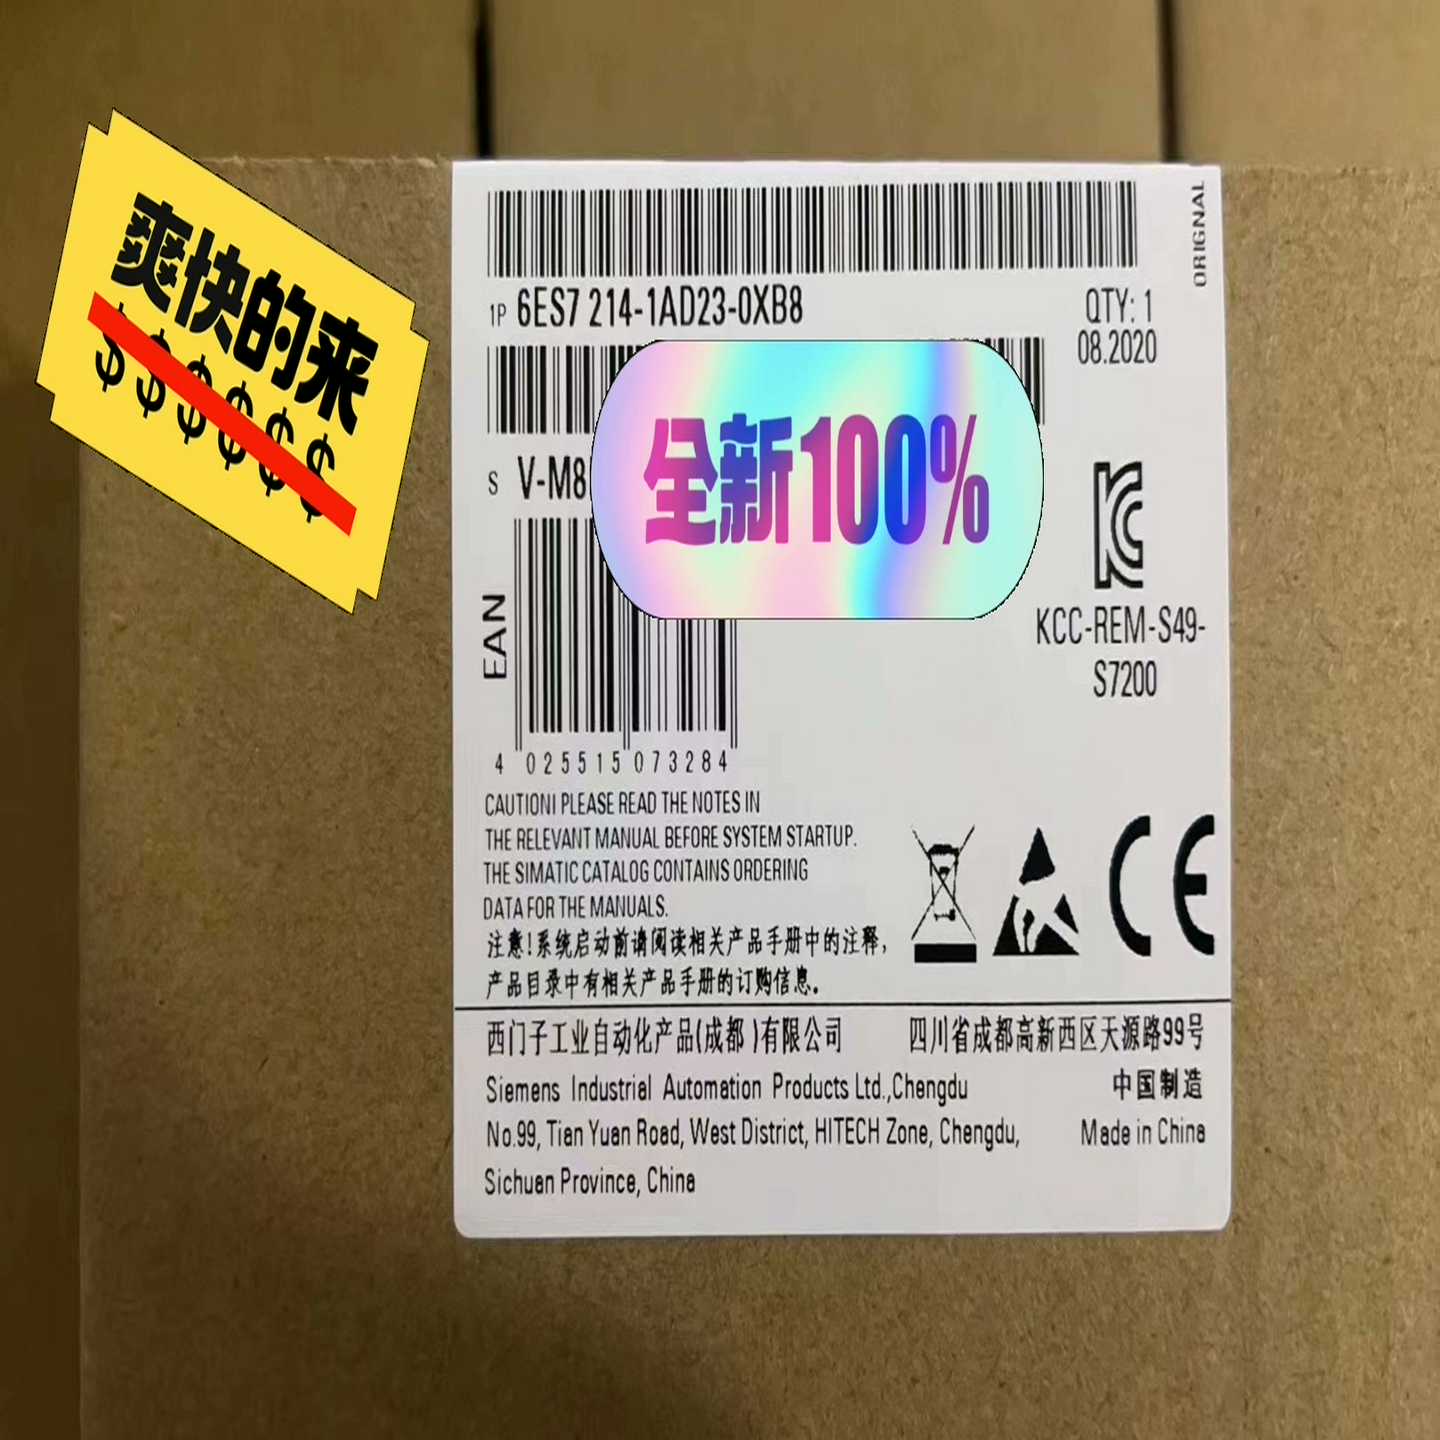 爽快的来
$$$$$$
ORIGNAL
1P 6ES7 214-1AD23-0XB8
QTY: 1
08.2020
S V-M8
全新100%
KCC-REM-S49-
S7200
EAN
4 025515 073284
CAUTION! PLEASE READ THE NOTES IN
THE RELEVANT MANUAL BEFORE SYSTEM STARTUP.
THE SIMATIC CATALOG CONTAINS ORDERING
DATA FOR THE MANUALS.
注意!系统启动前请阅读相关产品手册中的注释,
产品目录中有相关产品手册的订购信息。
CE
西门子工业自动化产品(成都)有限公司
四川省成都高新西区天源路99号
Siemens Industrial Automation Products Ltd.,Chengdu
中国制造
No.99, Tian Yuan Road, West District, HITECH Zone, Chengdu,
Made in China
Sichuan Province, China